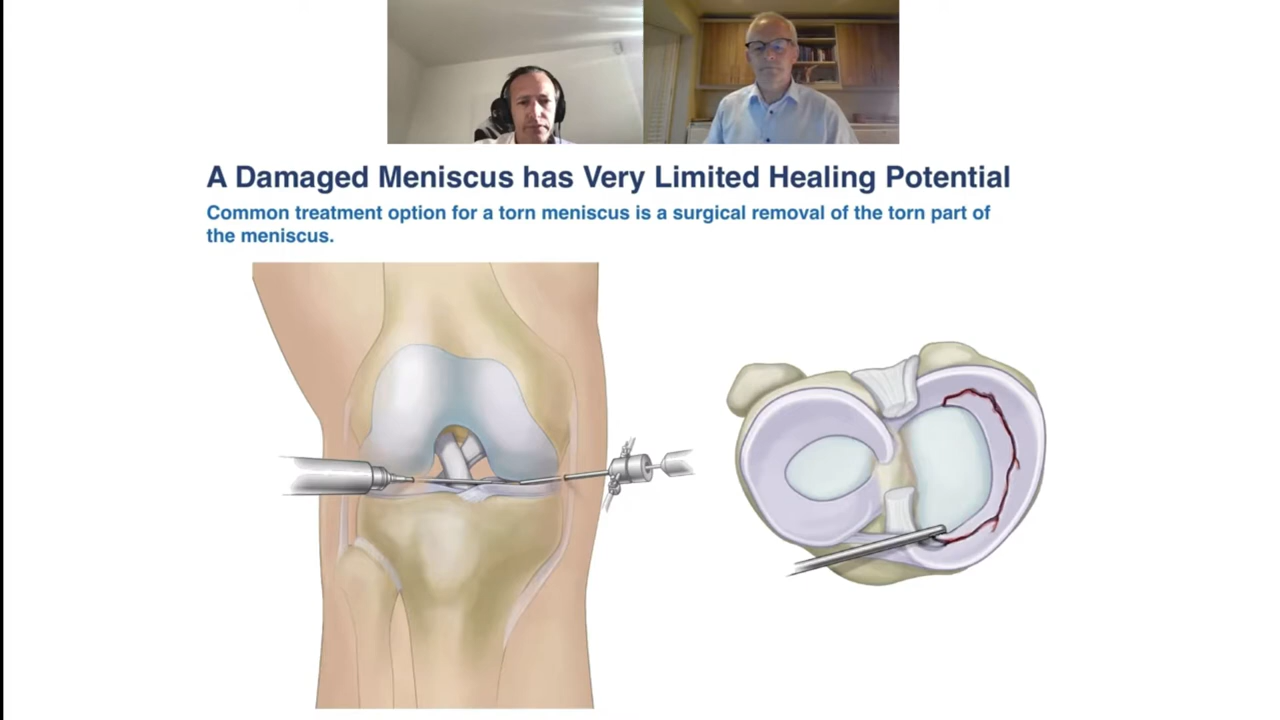 A Damaged Meniscus has Very Limited Healing Potential
Common treatment option for a torn meniscus is a surgical removal of the torn part of
the meniscus.